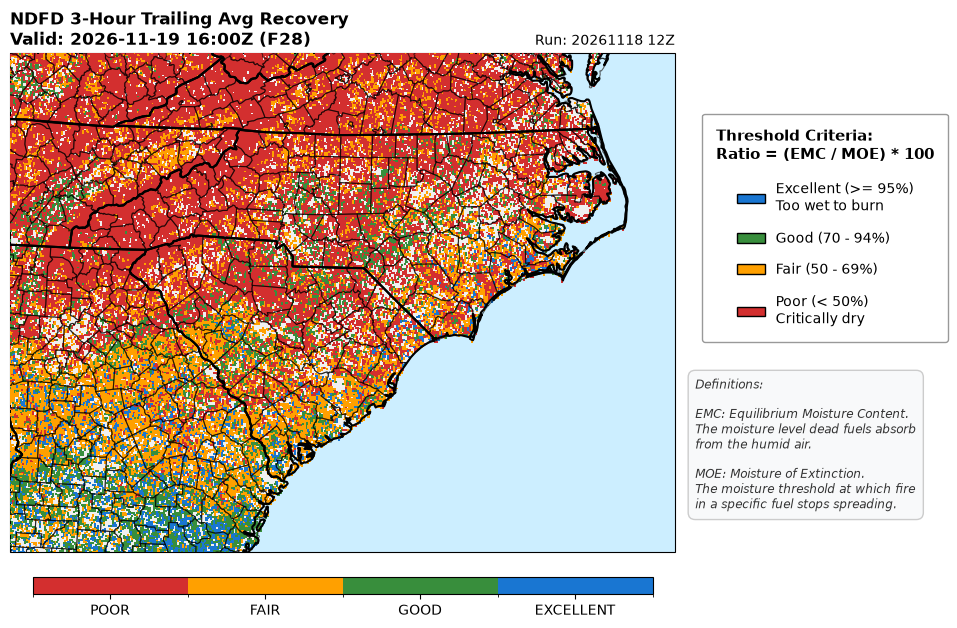 NDFD 3-Hour Trailing Avg Recovery
Valid: 2026-11-19 16:00Z (F28)
Run: 20261118 12Z
Threshold Criteria:
Ratio = (EMC / MOE) * 100
Excellent (>= 95%)
Too wet to burn
Good (70 - 94%)
Fair (50 - 69%)
Poor (< 50%)
Critically dry
Definitions:
EMC: Equilibrium Moisture Content.
The moisture level dead fuels absorb
from the humid air.
MOE: Moisture of Extinction.
The moisture threshold at which fire
in a specific fuel stops spreading.
POOR
FAIR
GOOD
EXCELLENT